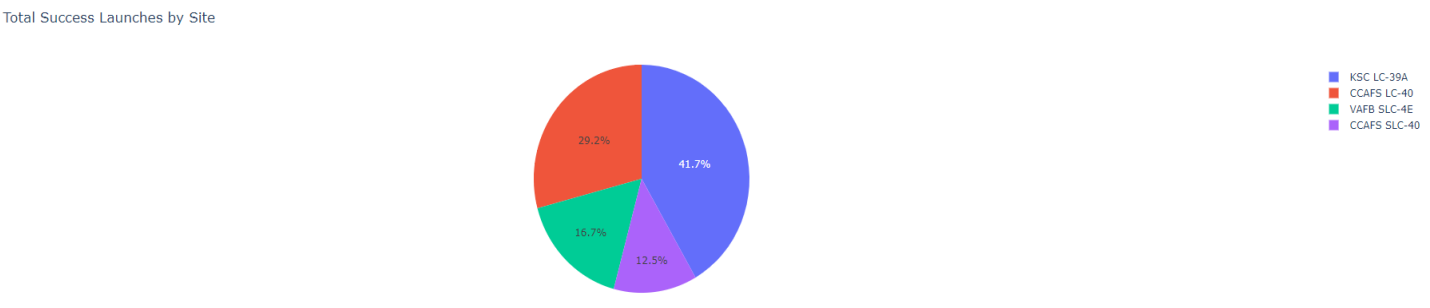 Total Success Launches by Site
KSC LC-39A
CCAFS LC-40
VAFB SLC-4E
CCAFS SLC-40
29.2%
41.7%
16.7%
12.5%